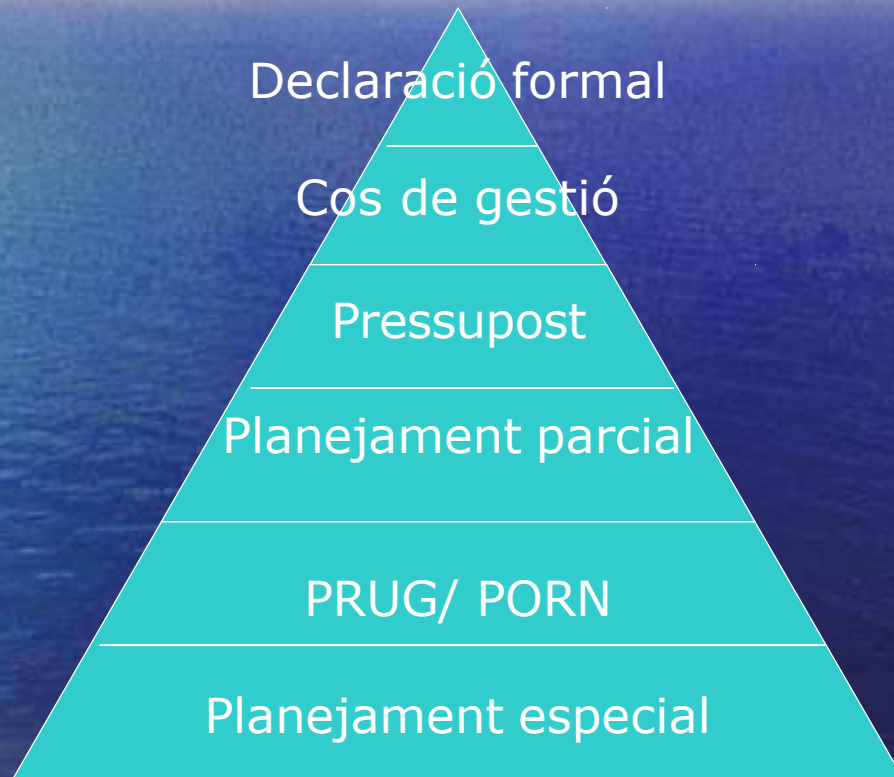 Declaració formal
Cos de gestió
Pressupost
Planejament parcial
PRUG/ PORN
Planejament especial